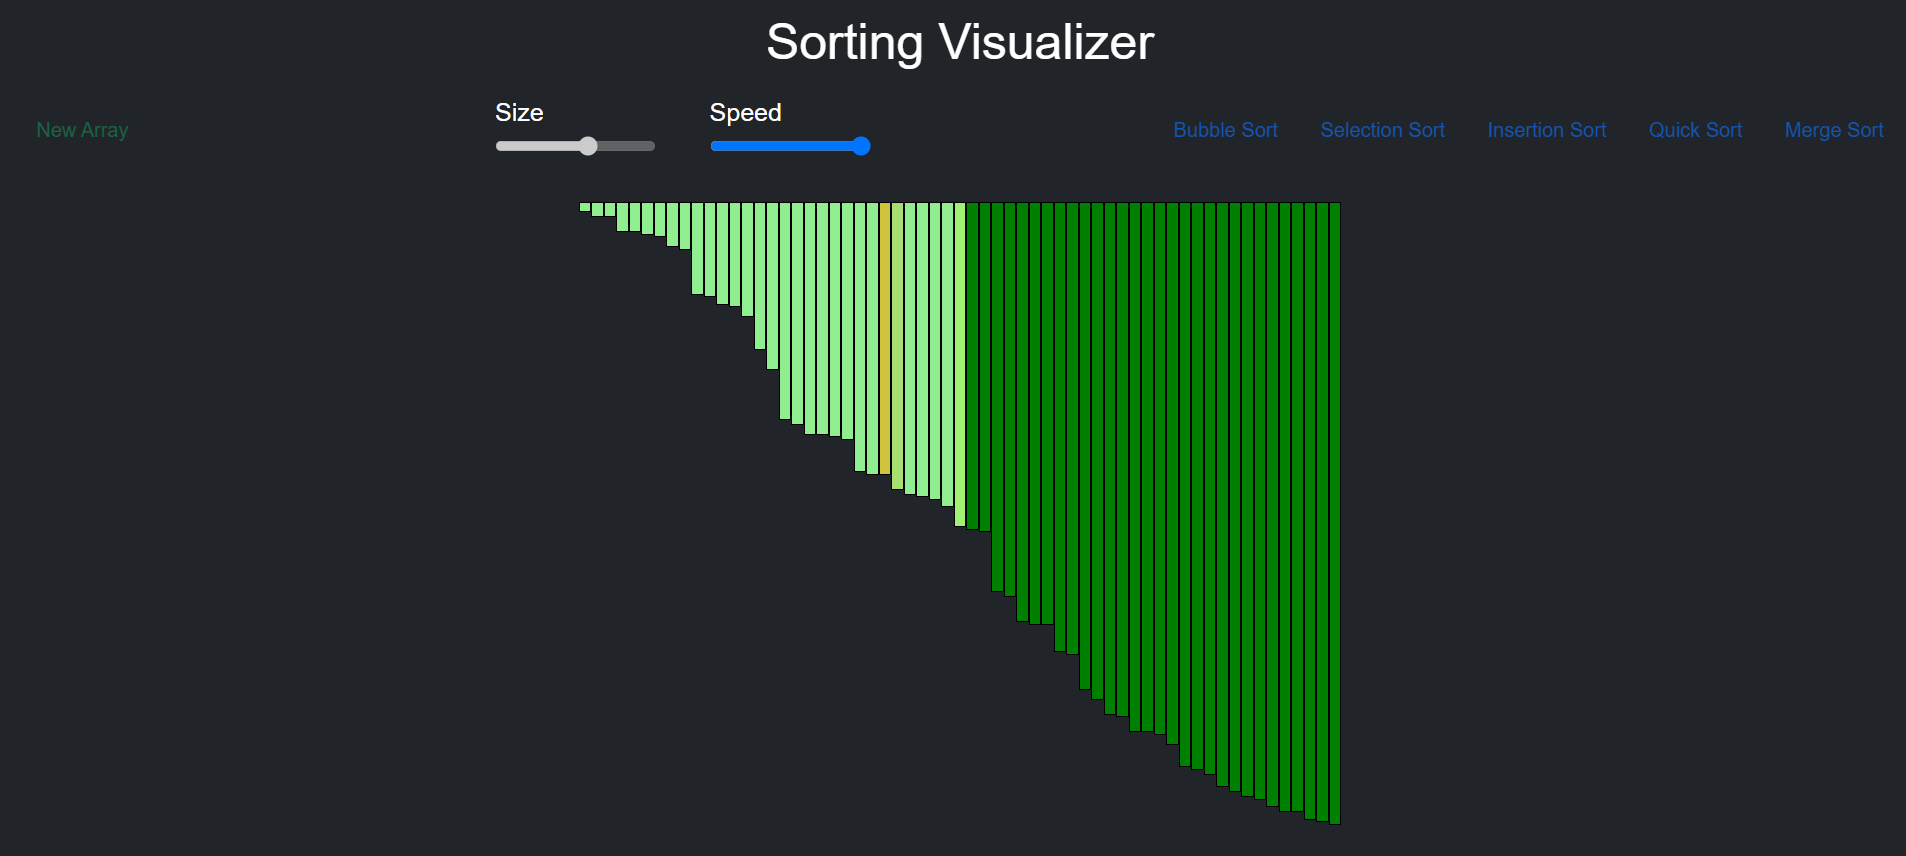 Sorting Visualizer
New Array
Size
Speed
Bubble Sort
Selection Sort
Insertion Sort
Quick Sort
Merge Sort